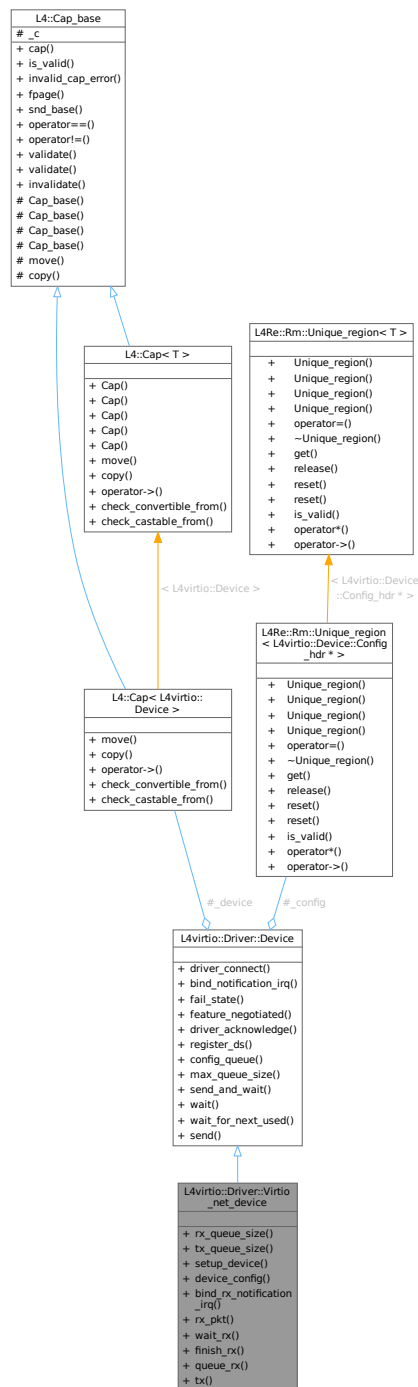 L4::Cap_base
# _c
+ cap()
+ is_valid()
+ invalid_cap_error()
+ fpage()
+ snd_base()
+ operator==()
+ operator!=()
+ validate()
+ validate()
+ invalidate()
# Cap_base()
# Cap_base()
# Cap_base()
# Cap_base()
# move()
# copy()
L4::Cap< T >
+ Cap()
+ Cap()
+ Cap()
+ Cap()
+ Cap()
+ move()
+ copy()
+ operator->()
+ check_convertible_from()
+ check_castable_from()
L4Re::Rm::Unique_region< T >
+ Unique_region()
+ Unique_region()
+ Unique_region()
+ Unique_region()
+ operator=()
+ ~Unique_region()
+ get()
+ release()
+ reset()
+ reset()
+ is_valid()
+ operator*()
+ operator->()
< L4virtio::Device >
< L4virtio::Device
::Config_hdr * >
L4::Cap< L4virtio::
Device >
+ move()
+ copy()
+ operator->()
+ check_convertible_from()
+ check_castable_from()
L4Re::Rm::Unique_region
< L4virtio::Device::Config
_hdr * >
+ Unique_region()
+ Unique_region()
+ Unique_region()
+ Unique_region()
+ operator=()
+ ~Unique_region()
+ get()
+ release()
+ reset()
+ reset()
+ is_valid()
+ operator*()
+ operator->()
#_device
#_config
L4virtio::Driver::Device
+ driver_connect()
+ bind_notification_irq()
+ fail_state()
+ feature_negotiated()
+ driver_acknowledge()
+ register_ds()
+ config_queue()
+ max_queue_size()
+ send_and_wait()
+ wait()
+ wait_for_next_used()
+ send()
L4virtio::Driver::Virtio
_net_device
+ rx_queue_size()
+ tx_queue_size()
+ setup_device()
+ device_config()
+ bind_rx_notification
_irq()
+ rx_pkt()
+ wait_rx()
+ finish_rx()
+ queue_rx()
+ tx()